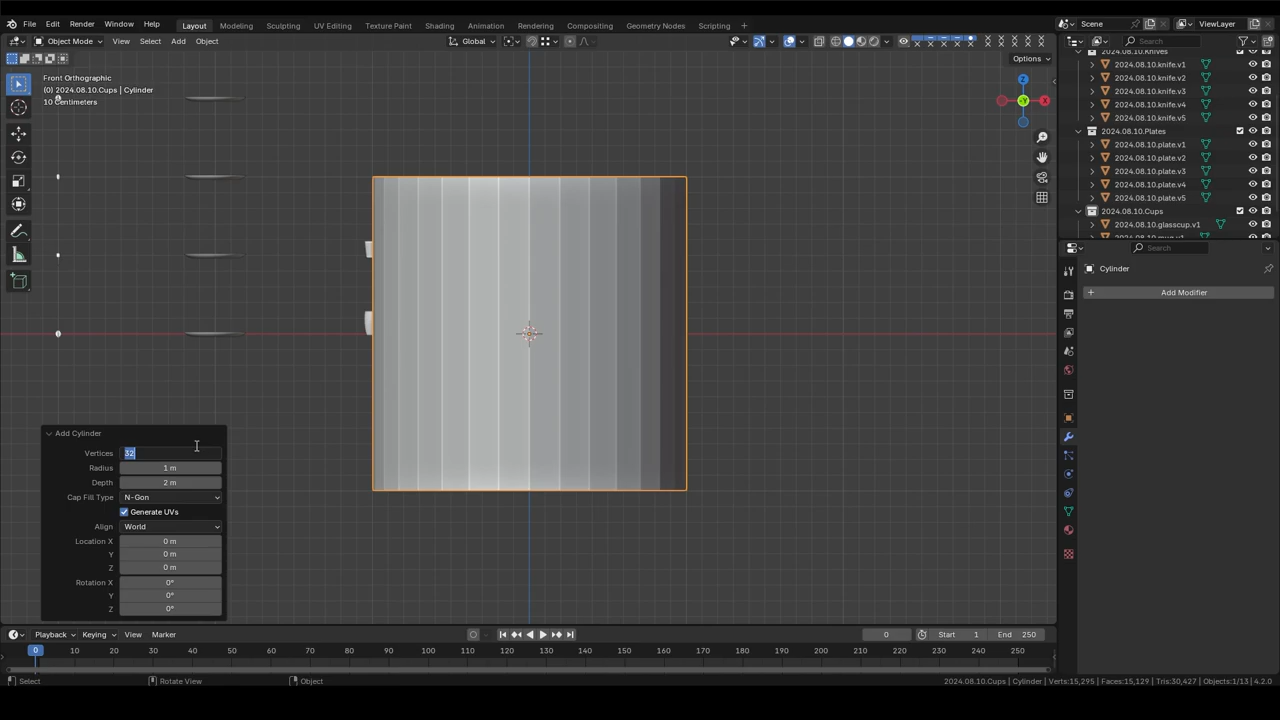 File Edit Render Window Help Layout Modeling Sculpting UV Editing Texture Paint Shading Animation Rendering Compositing Geometry Nodes Scripting + Scene ViewLayer
Object Mode View Select Add Object Global Search
Options
Front Orthographic
(0) 2024.08.10.Cups | Cylinder
10 Centimeters
Z
X
-Y
2024.08.10.Knives
2024.08.10.knife.v1
2024.08.10.knife.v2
2024.08.10.knife.v3
2024.08.10.knife.v4
2024.08.10.knife.v5
2024.08.10.Plates
2024.08.10.plate.v1
2024.08.10.plate.v2
2024.08.10.plate.v3
2024.08.10.plate.v4
2024.08.10.plate.v5
2024.08.10.Cups
2024.08.10.glasscup.v1
Search
Cylinder
+ Add Modifier
Add Cylinder
Vertices 32
Radius 1 m
Depth 2 m
Cap Fill Type N-Gon
Generate UVs
Align World
Location X 0 m
Y 0 m
Z 0 m
Rotation X 0°
Y 0°
Z 0°
Playback Keying View Marker 0 Start 1 End 250
0 10 20 30 40 50 60 70 80 90 100 110 120 130 140 150 160 170 180 190 200 210 220 230 240 250
Select Rotate View Object 2024.08.10.Cups | Cylinder | Verts:15,295 | Faces:15,129 | Tris:30,427 | Objects:1/13 | 4.2.0